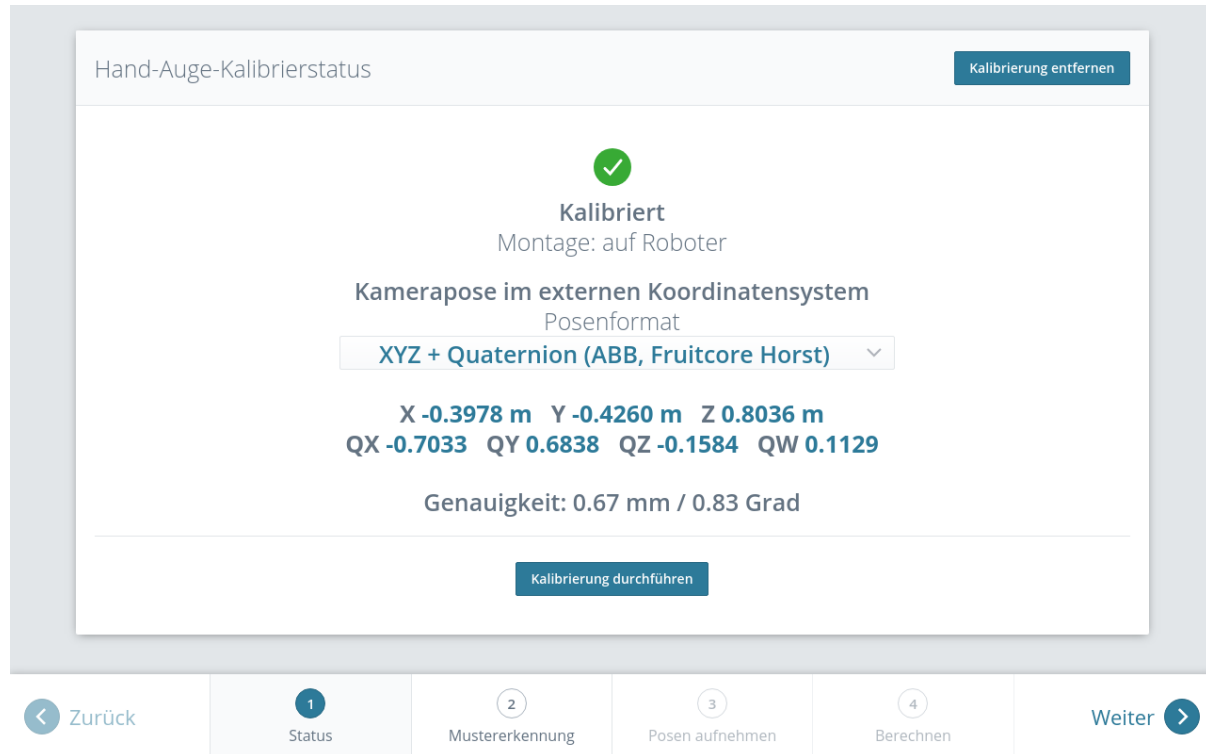 Hand-Auge-Kalibrierstatus
Kalibrierung entfernen
Kalibriert
Montage: auf Roboter
Kamerapose im externen Koordinatensystem
Posenformat
XYZ + Quaternion (ABB, Fruitcore Horst)
X -0.3978 m Y -0.4260 m Z 0.8036 m
QX -0.7033 QY 0.6838 QZ -0.1584 QW 0.1129
Genauigkeit: 0.67 mm / 0.83 Grad
Kalibrierung durchführen
Zurück
1
Status
2
Mustererkennung
3
Posen aufnehmen
4
Berechnen
Weiter